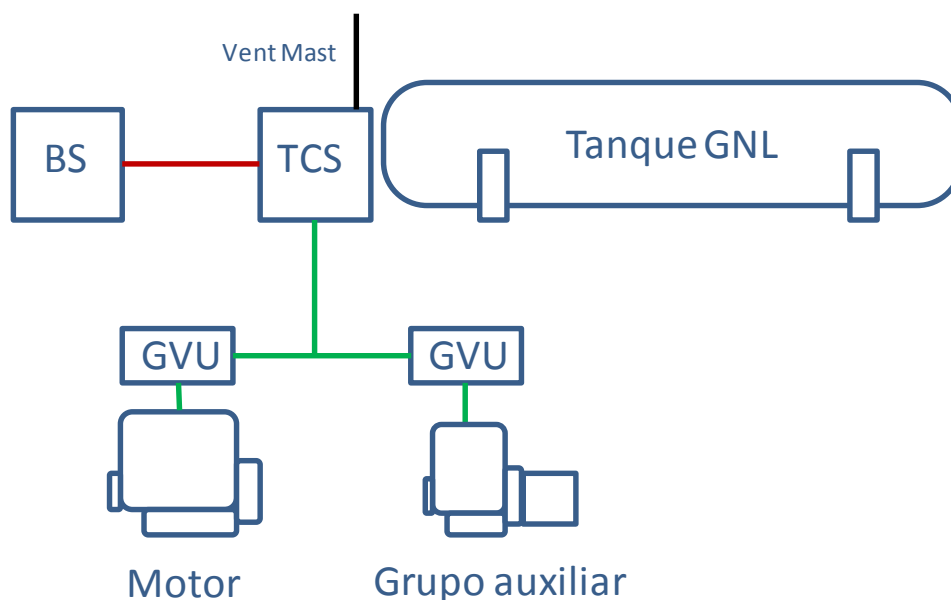 Vent Mast
BS
TCS
Tanque GNL
GVU
GVU
Motor
Grupo auxiliar